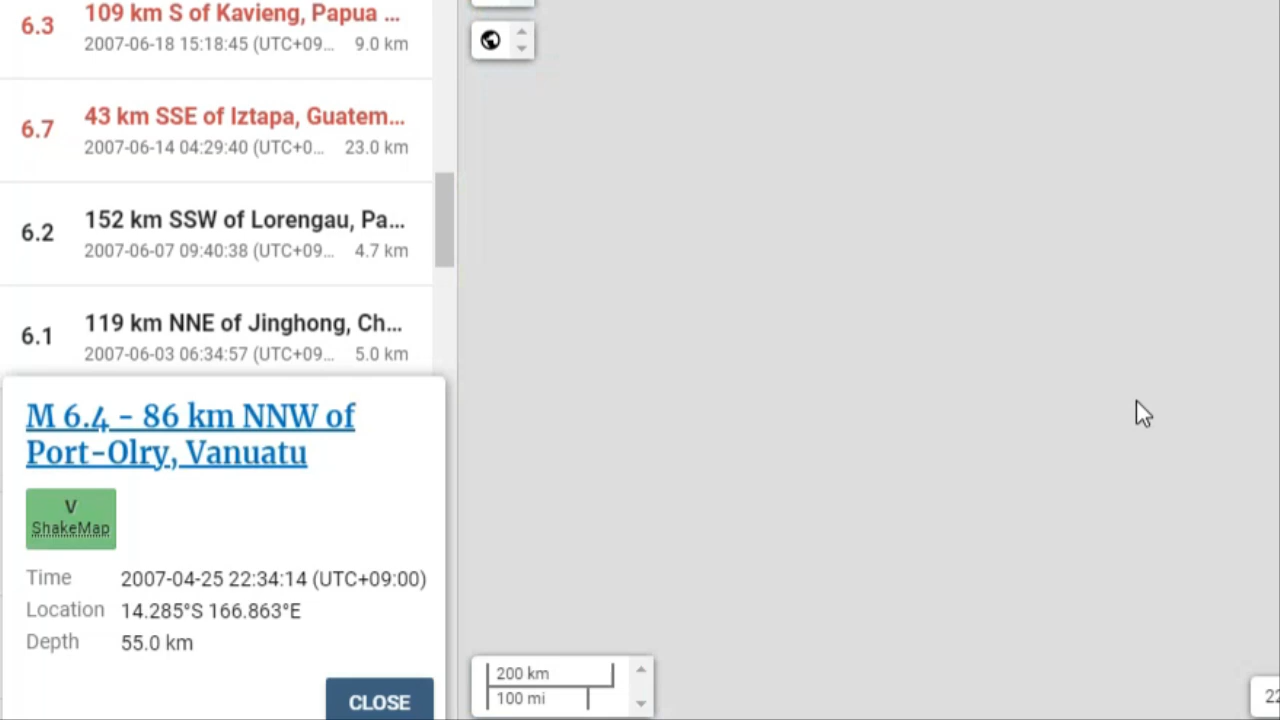 6.3
109 km S of Kavieng, Papua ...
2007-06-18 15:18:45 (UTC+09... 9.0 km
6.7
43 km SSE of Iztapa, Guatem...
2007-06-14 04:29:40 (UTC+0... 23.0 km
6.2
152 km SSW of Lorengau, Pa...
2007-06-07 09:40:38 (UTC+09... 4.7 km
6.1
119 km NNE of Jinghong, Ch...
2007-06-03 06:34:57 (UTC+09... 5.0 km
M 6.4 - 86 km NNW of
Port-Olry, Vanuatu
V
ShakeMap
Time 2007-04-25 22:34:14 (UTC+09:00)
Location 14.285°S 166.863°E
Depth 55.0 km
CLOSE
200 km
100 mi